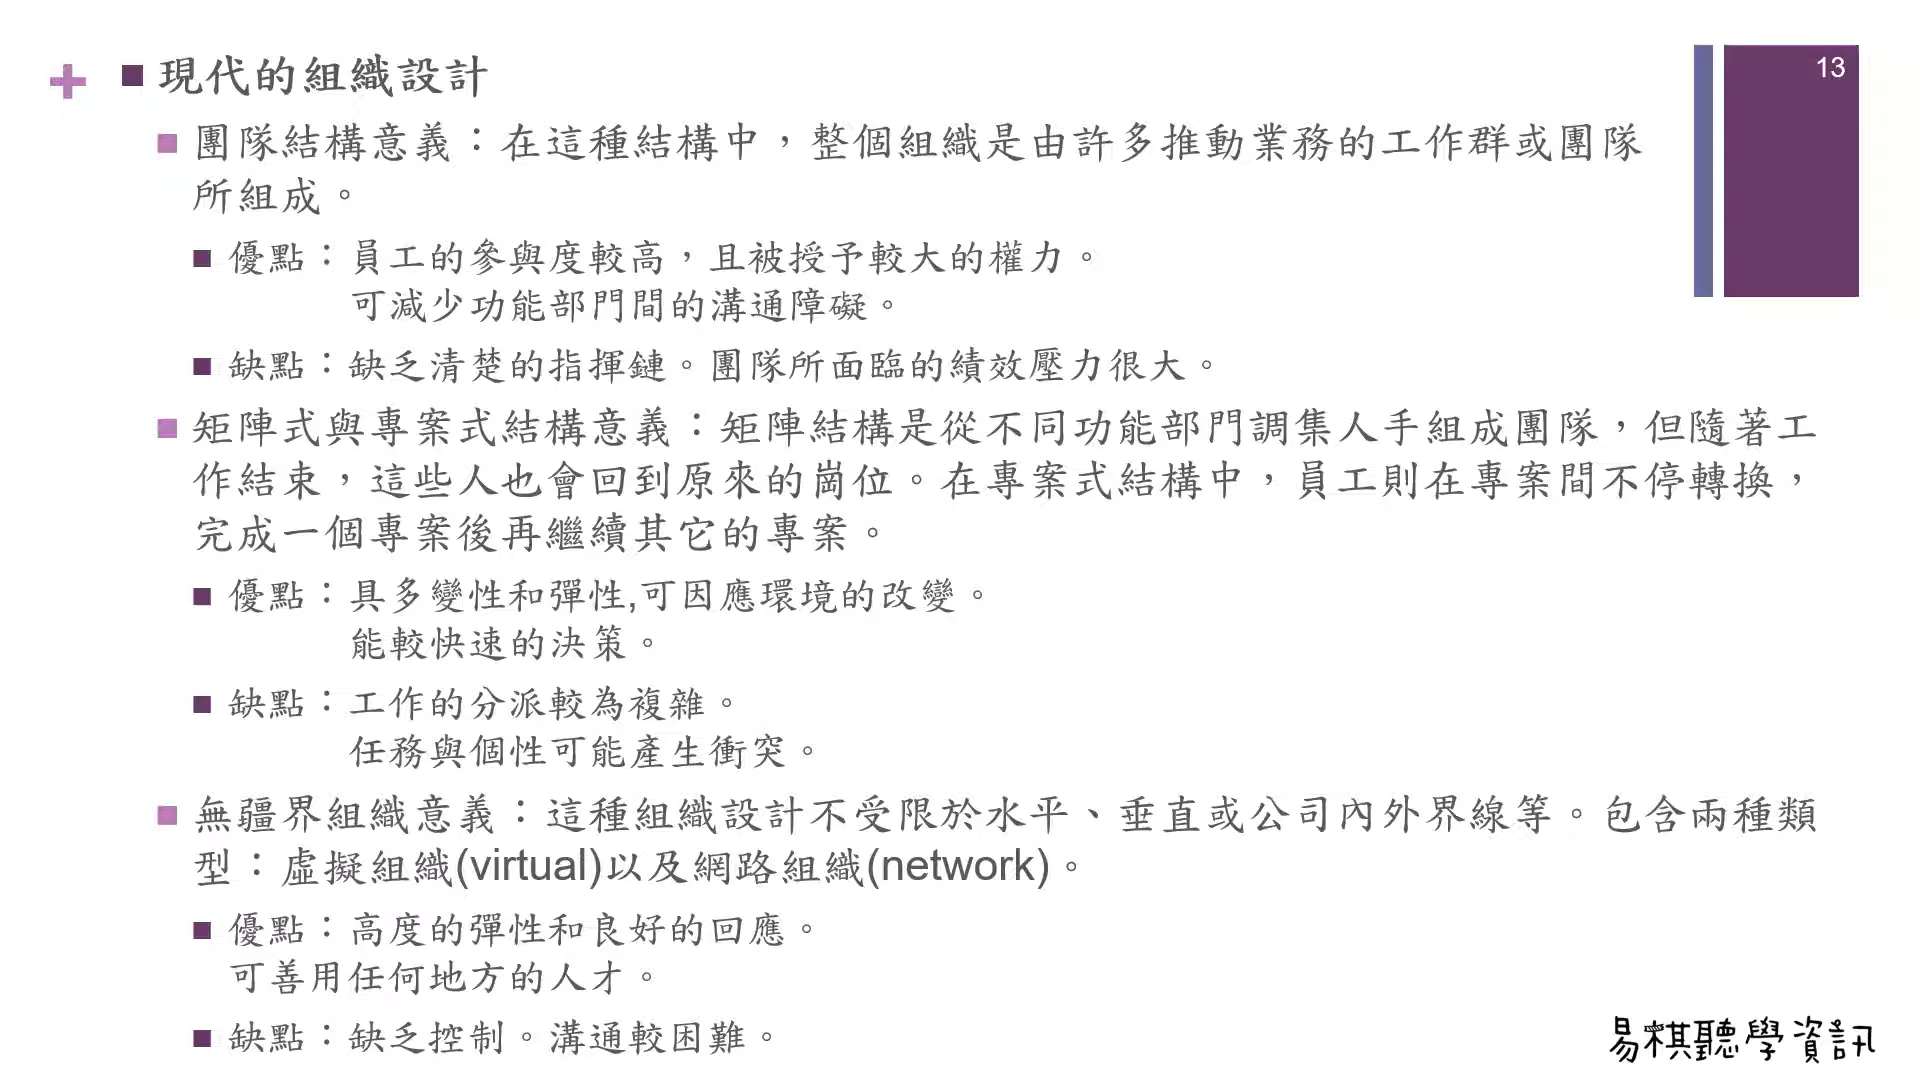 13
現代的組織設計
團隊結構意義：在這種結構中，整個組織是由許多推動業務的工作群或團隊
所組成。
優點：員工的參與度較高，且被授予較大的權力。
可減少功能部門間的溝通障礙。
缺點：缺乏清楚的指揮鏈。團隊所面臨的績效壓力很大。
矩陣式與專案式結構意義：矩陣結構是從不同功能部門調集人手組成團隊，但隨著工
作結束，這些人也會回到原來的崗位。在專案式結構中，員工則在專案間不停轉換，
完成一個專案後再繼續其它的專案。
優點：具多變性和彈性,可因應環境的改變。
能較快速的決策。
缺點：工作的分派較為複雜。
任務與個性可能產生衝突。
無疆界組織意義：這種組織設計不受限於水平、垂直或公司內外界線等。包含兩種類
型：虛擬組織(virtual)以及網路組織(network)。
優點：高度的彈性和良好的回應。
可善用任何地方的人才。
缺點：缺乏控制。溝通較困難。
易棋聽學資訊